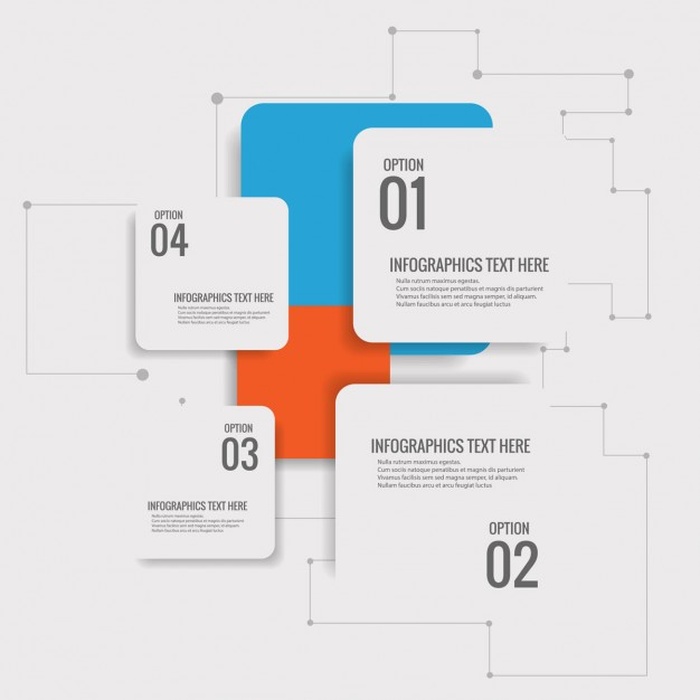 OPTION
01
INFOGRAPHICS TEXT HERE
Nulla rutrum maximus egestas.
Cum sociis natoque penatibus et magnis dis parturient
Vivamus facilisis sem sed magna semper, id aliquam.
Nullam faucibus arcu et arcu feugiat luctus
OPTION
04
INFOGRAPHICS TEXT HERE
Nulla rutrum maximus egestas.
Cum sociis natoque penatibus et magnis dis parturient
Vivamus facilisis sem sed magna semper, id aliquam.
Nullam faucibus arcu et arcu feugiat luctus
OPTION
03
INFOGRAPHICS TEXT HERE
Nulla rutrum maximus egestas.
Cum sociis natoque penatibus et magnis dis parturient
Vivamus facilisis sem sed magna semper, id aliquam.
Nullam faucibus arcu et arcu feugiat luctus
INFOGRAPHICS TEXT HERE
Nulla rutrum maximus egestas.
Cum sociis natoque penatibus et magnis dis parturient
Vivamus facilisis sem sed magna semper, id aliquam.
Nullam faucibus arcu et arcu feugiat luctus
OPTION
02